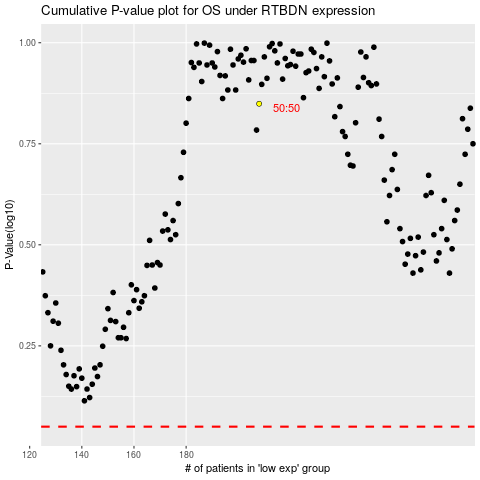 Cumulative P-value plot for OS under RTBDN expression
1.00
0.75
0.50
0.25
P-Value(log10)
50:50
120 140 160 180
# of patients in 'low exp' group